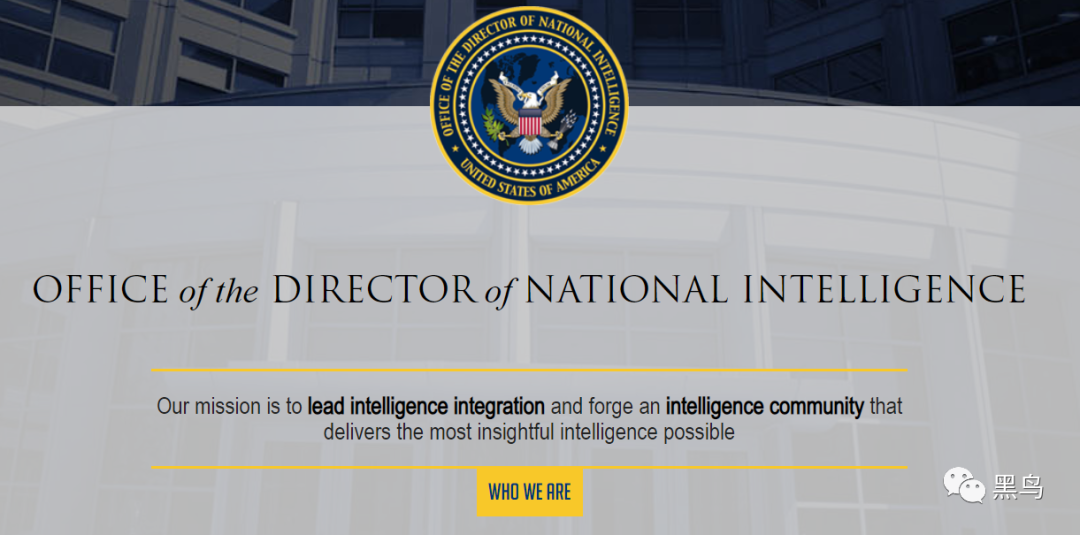 OFFICE OF THE DIRECTOR OF NATIONAL INTELLIGENCE
UNITED STATES OF AMERICA
OFFICE of the DIRECTOR of NATIONAL INTELLIGENCE
Our mission is to lead intelligence integration and forge an intelligence community that
delivers the most insightful intelligence possible
WHO WE ARE
黑鸟